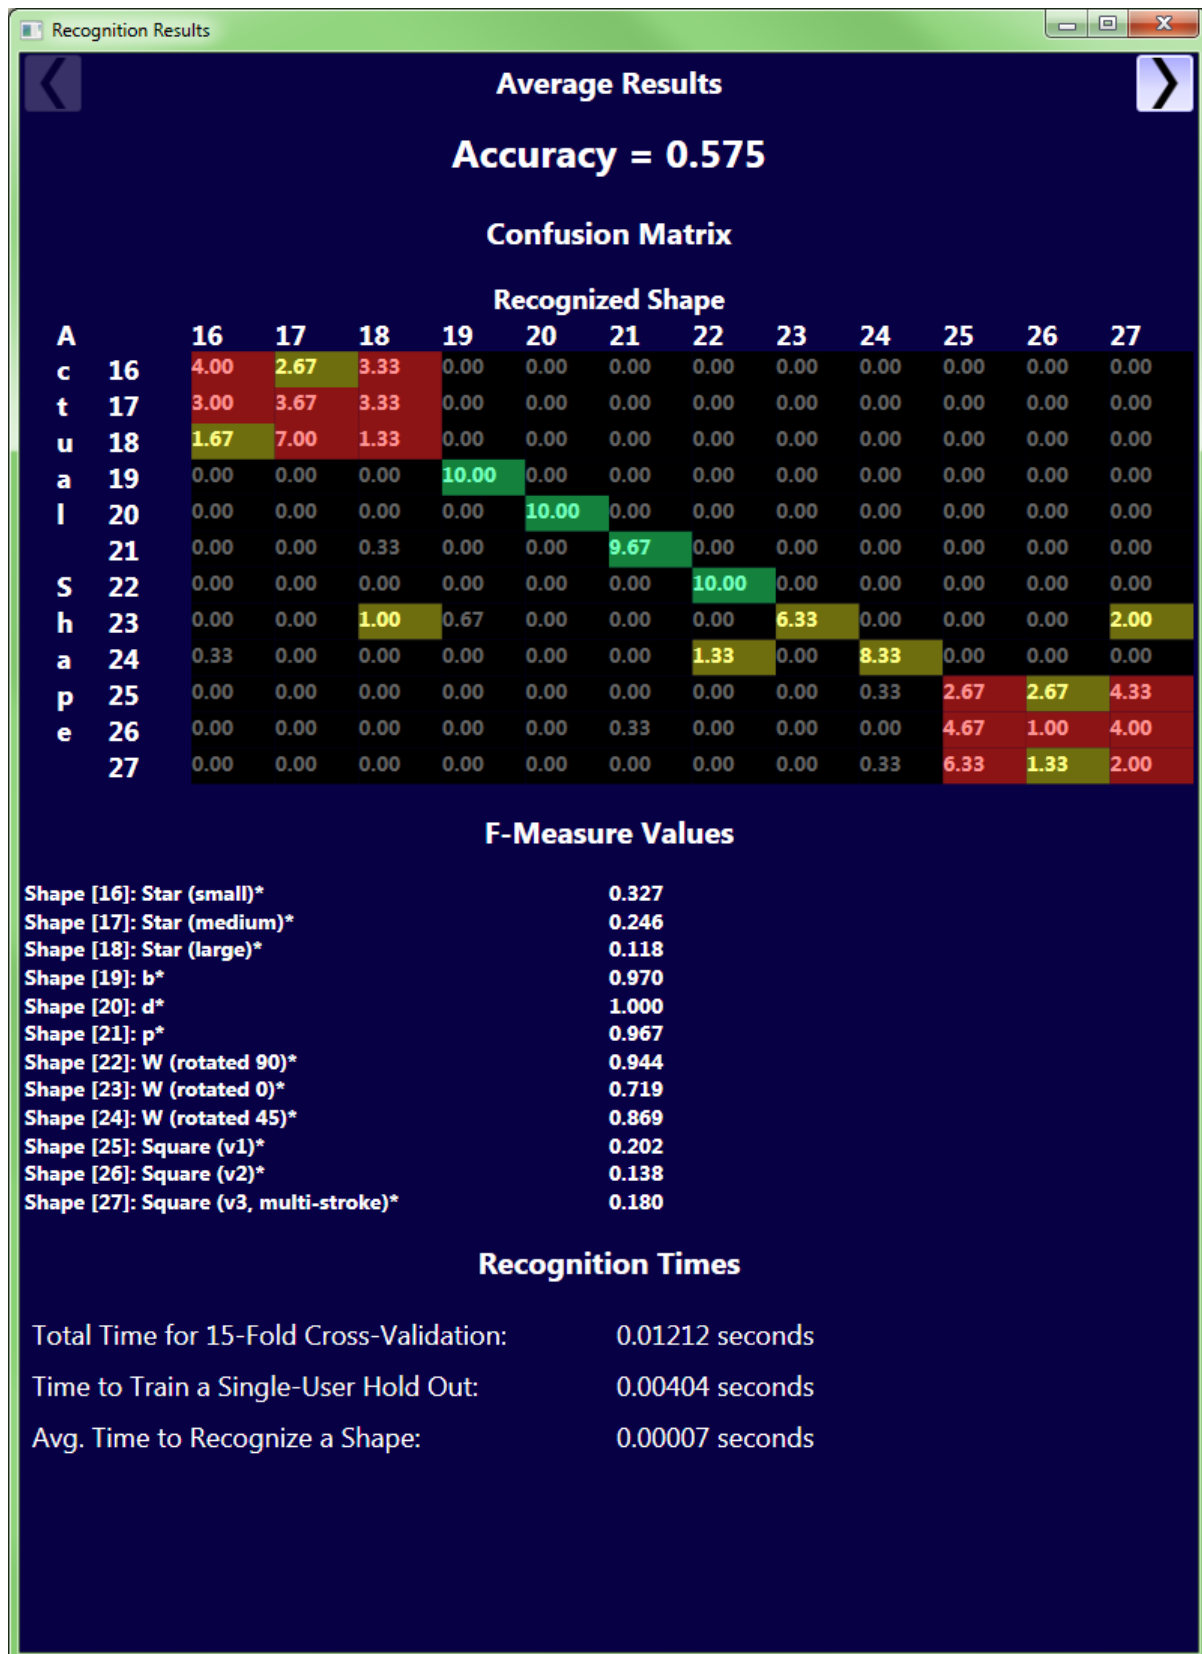 Recognition Results
Average Results
Accuracy = 0.575
Confusion Matrix
Recognized Shape
A 16 17 18 19 20 21 22 23 24 25 26 27
c 16 4.00 2.67 3.33 0.00 0.00 0.00 0.00 0.00 0.00 0.00 0.00 0.00
t 17 3.00 3.67 3.33 0.00 0.00 0.00 0.00 0.00 0.00 0.00 0.00 0.00
u 18 1.67 7.00 1.33 0.00 0.00 0.00 0.00 0.00 0.00 0.00 0.00 0.00
a 19 0.00 0.00 0.00 10.00 0.00 0.00 0.00 0.00 0.00 0.00 0.00 0.00
l 20 0.00 0.00 0.00 0.00 10.00 0.00 0.00 0.00 0.00 0.00 0.00 0.00
21 0.00 0.00 0.33 0.00 0.00 9.67 0.00 0.00 0.00 0.00 0.00 0.00
S 22 0.00 0.00 0.00 0.00 0.00 0.00 10.00 0.00 0.00 0.00 0.00 0.00
h 23 0.00 0.00 1.00 0.67 0.00 0.00 0.00 6.33 0.00 0.00 0.00 2.00
a 24 0.33 0.00 0.00 0.00 0.00 0.00 1.33 0.00 8.33 0.00 0.00 0.00
p 25 0.00 0.00 0.00 0.00 0.00 0.00 0.00 0.00 0.33 2.67 2.67 4.33
e 26 0.00 0.00 0.00 0.00 0.00 0.33 0.00 0.00 0.00 4.67 1.00 4.00
27 0.00 0.00 0.00 0.00 0.00 0.00 0.00 0.00 0.33 6.33 1.33 2.00
F-Measure Values
Shape [16]: Star (small)* 0.327
Shape [17]: Star (medium)* 0.246
Shape [18]: Star (large)* 0.118
Shape [19]: b* 0.970
Shape [20]: d* 1.000
Shape [21]: p* 0.967
Shape [22]: W (rotated 90)* 0.944
Shape [23]: W (rotated 0)* 0.719
Shape [24]: W (rotated 45)* 0.869
Shape [25]: Square (v1)* 0.202
Shape [26]: Square (v2)* 0.138
Shape [27]: Square (v3, multi-stroke)* 0.180
Recognition Times
Total Time for 15-Fold Cross-Validation: 0.01212 seconds
Time to Train a Single-User Hold Out: 0.00404 seconds
Avg. Time to Recognize a Shape: 0.00007 seconds